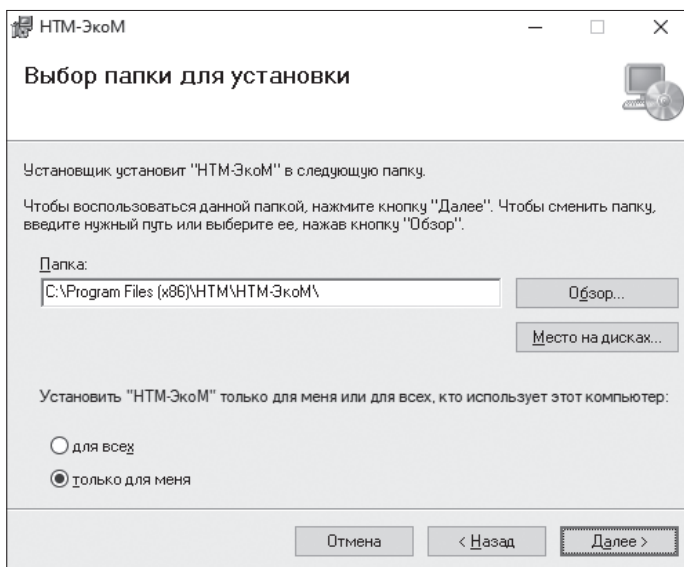 НТМ-ЭкоМ
Выбор папки для установки
Установщик установит "НТМ-ЭкоМ" в следующую папку.
Чтобы воспользоваться данной папкой, нажмите кнопку "Далее". Чтобы сменить папку,
введите нужный путь или выберите ее, нажав кнопку "Обзор".
Папка:
C:\Program Files (x86)\НТМ\НТМ-ЭкоМ\
Обзор...
Место на дисках...
Установить "НТМ-ЭкоМ" только для меня или для всех, кто использует этот компьютер:
для всех
только для меня
Отмена
< Назад
Далее >